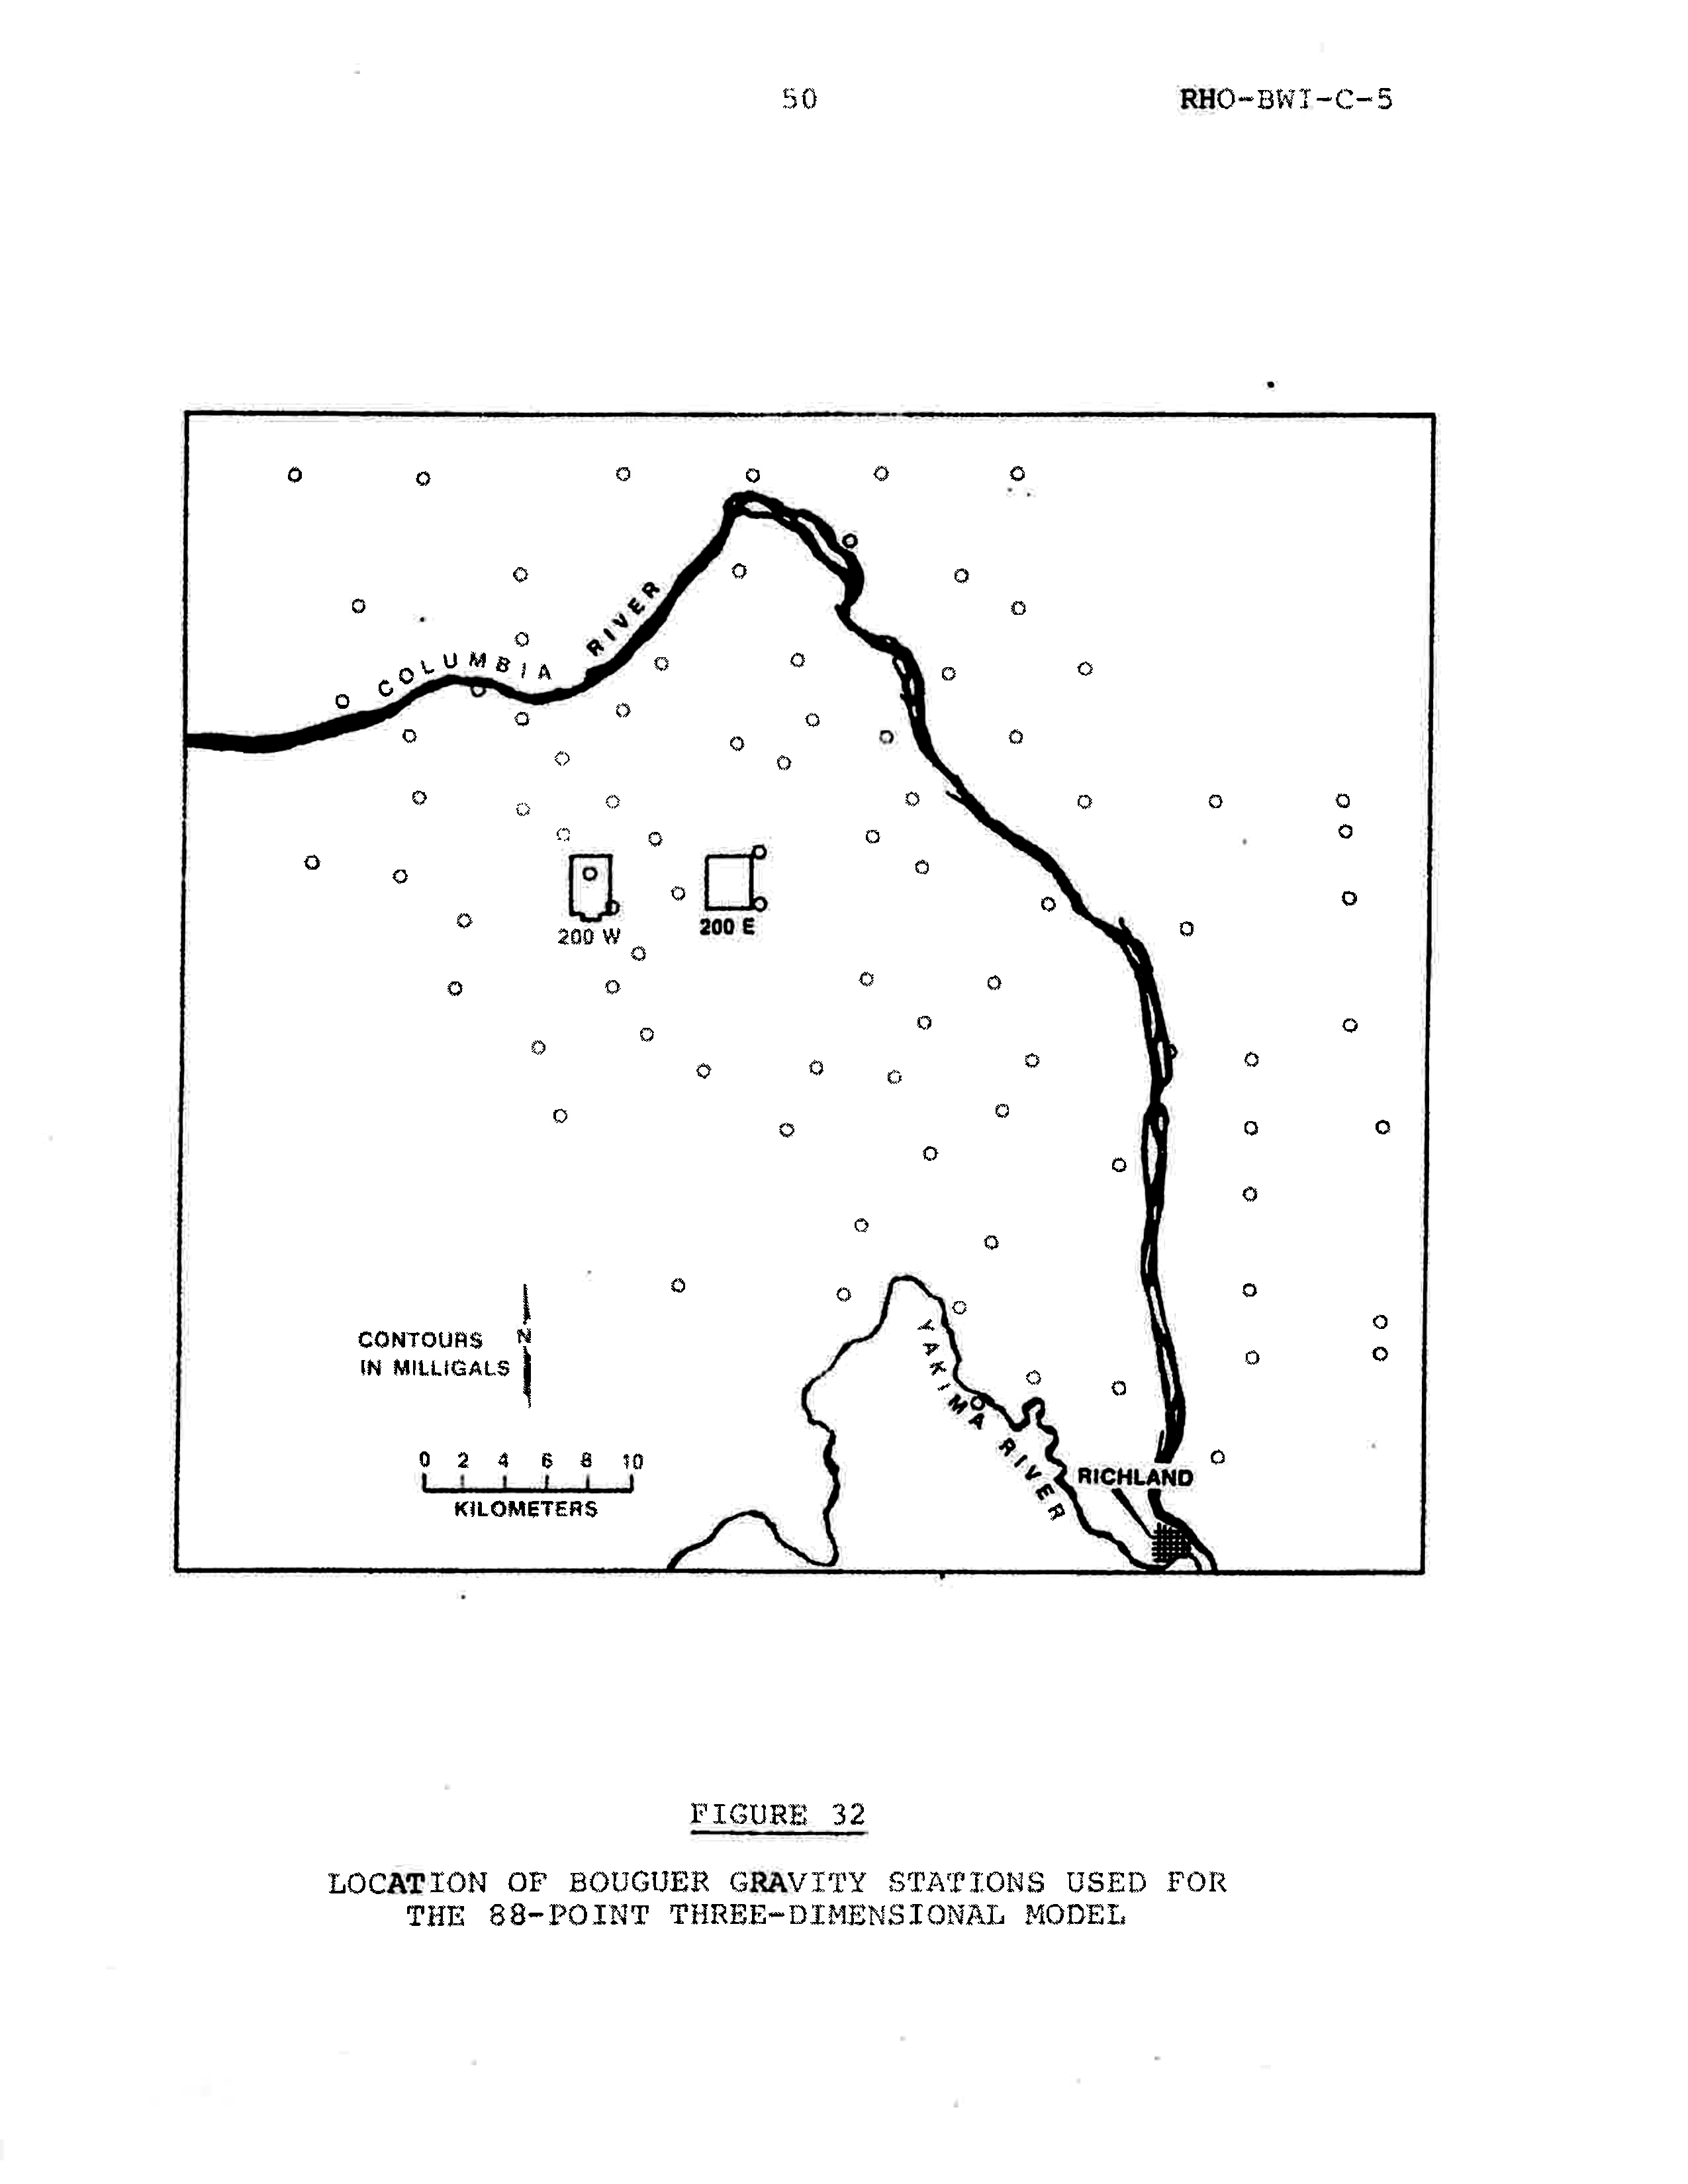 50
RHO-BWI-C-5
COLUMBIA RIVER
200 W
200 E
CONTOURS
IN MILLIGALS
N
YAKIMA RIVER
RICHLAND
0 2 4 6 8 10
KILOMETERS
FIGURE 32
LOCATION OF BOUGUER GRAVITY STATIONS USED FOR
THE 88-POINT THREE-DIMENSIONAL MODEL